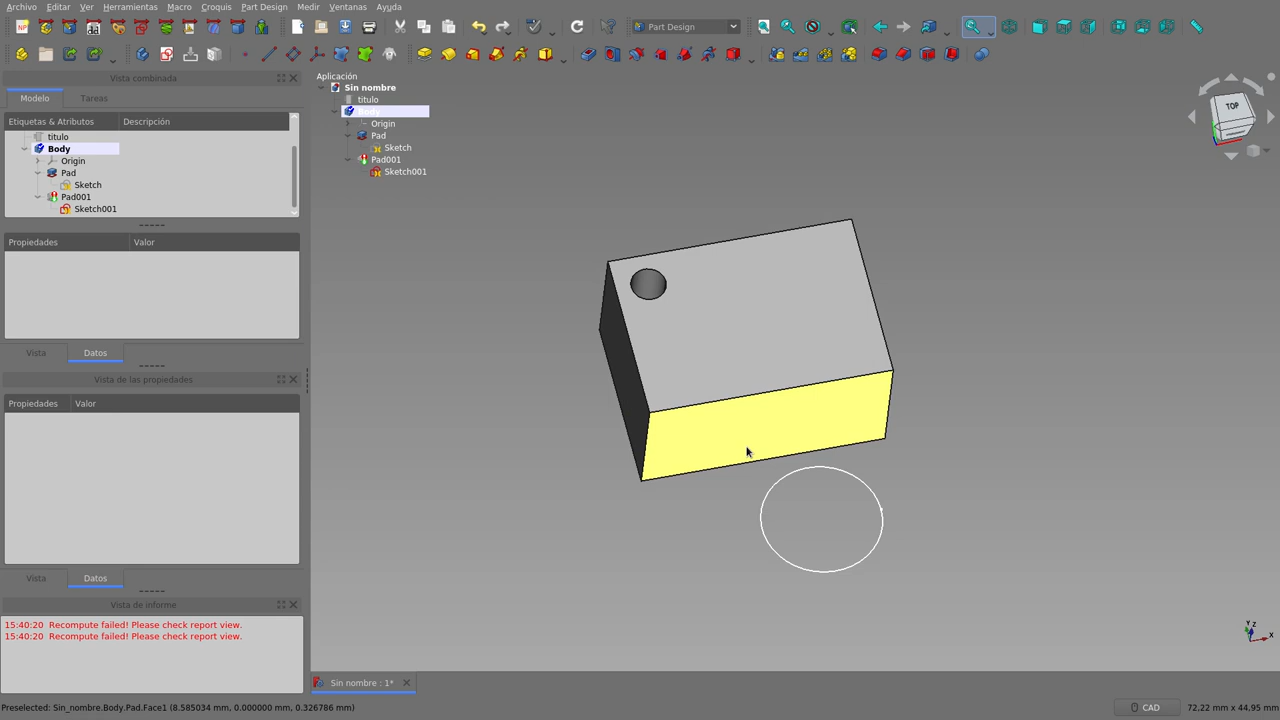 Archivo Editar Ver Herramientas Macro Croquis Part Design Medir Ventanas Ayuda
Part Design
Vista combinada
Modelo Tareas
Etiquetas & Atributos Descripción
titulo
Body
Origin
Pad
Sketch
Pad001
Sketch001
Propiedades Valor
Vista Datos
Vista de las propiedades
Propiedades Valor
Vista Datos
Vista de informe
15:40:20 Recompute failed! Please check report view.
15:40:20 Recompute failed! Please check report view.
Aplicación
Sin nombre
titulo
Body
Origin
Pad
Sketch
Pad001
Sketch001
TOP
Y Z
X
Sin nombre : 1*
Preselected: Sin_nombre.Body.Pad.Face1 (8.585034 mm, 0.000000 mm, 0.326786 mm)
CAD
72,22 mm x 44,95 mm